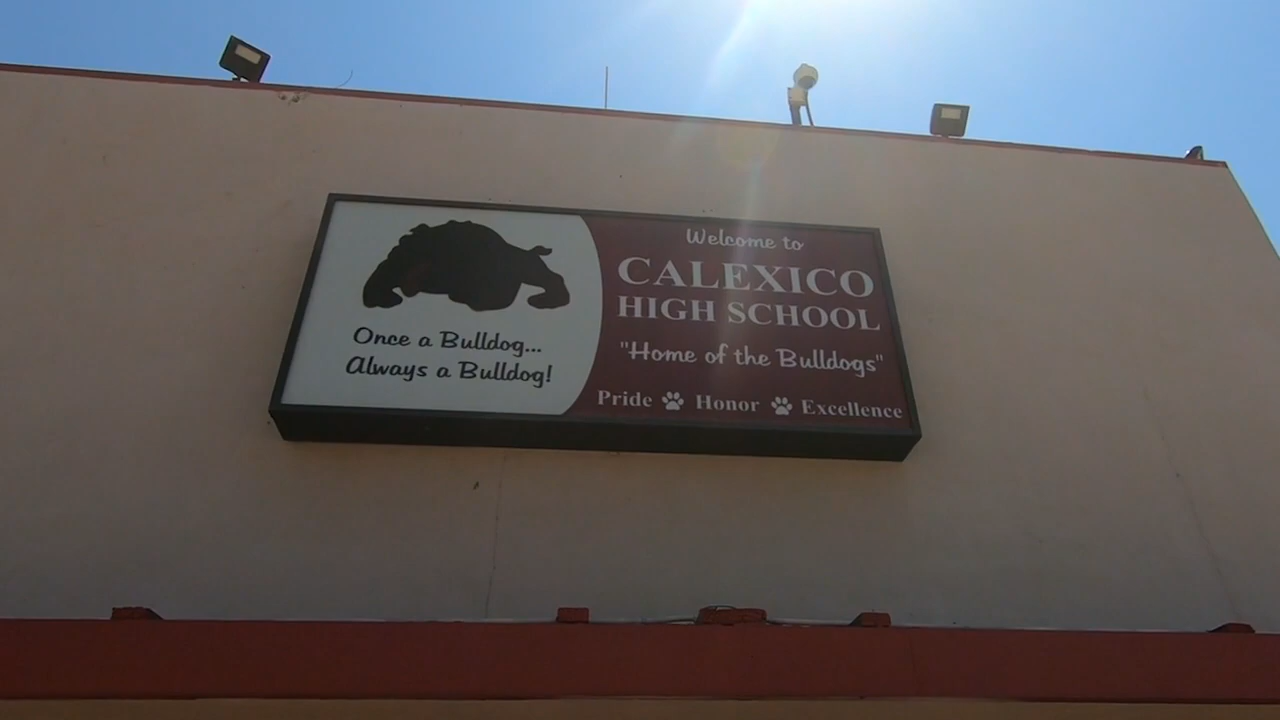 Once a Bulldog...
Always a Bulldog!
Welcome to
CALEXICO
HIGH SCHOOL
"Home of the Bulldogs"
Pride Honor Excellence